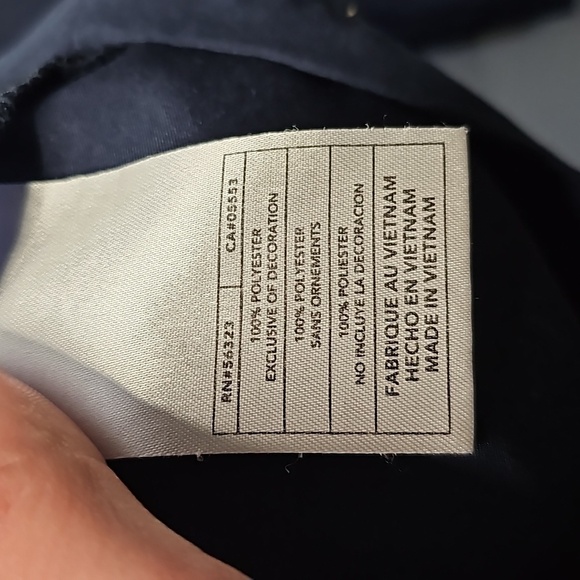 RN#56323 CA#05553
100% POLYESTER
EXCLUSIVE OF DECORATION
100% POLYESTER
SANS ORNEMENTS
100% POLIESTER
NO INCLUYE LA DECORACION
FABRIQUE AU VIETNAM
HECHO EN VIETNAM
MADE IN VIETNAM